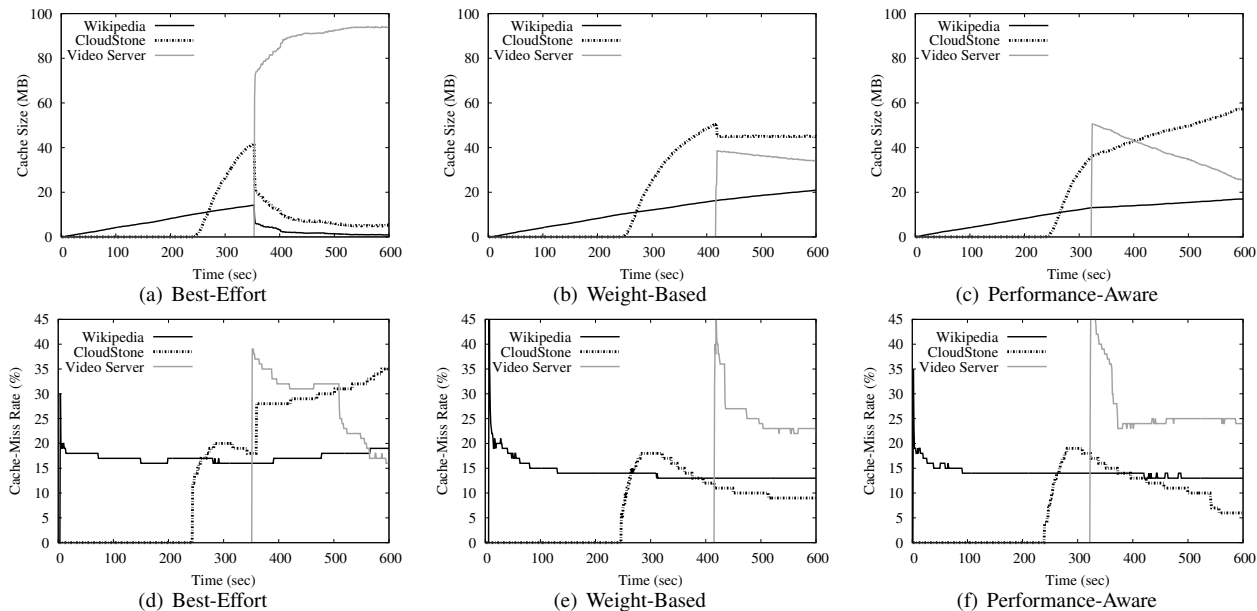 Wikipedia
CloudStone
Video Server
Cache Size (MB)
100
80
60
40
20
0
0 100 200 300 400 500 600
Time (sec)
(a) Best-Effort
Wikipedia
CloudStone
Video Server
Cache Size (MB)
100
80
60
40
20
0
0 100 200 300 400 500 600
Time (sec)
(b) Weight-Based
Wikipedia
CloudStone
Video Server
Cache Size (MB)
100
80
60
40
20
0
0 100 200 300 400 500 600
Time (sec)
(c) Performance-Aware
Wikipedia
CloudStone
Video Server
Cache-Miss Rate (%)
45
40
35
30
25
20
15
10
5
0
0 100 200 300 400 500 600
Time (sec)
(d) Best-Effort
Wikipedia
CloudStone
Video Server
Cache-Miss Rate (%)
45
40
35
30
25
20
15
10
5
0
0 100 200 300 400 500 600
Time (sec)
(e) Weight-Based
Wikipedia
CloudStone
Video Server
Cache-Miss Rate (%)
45
40
35
30
25
20
15
10
5
0
0 100 200 300 400 500 600
Time (sec)
(f) Performance-Aware